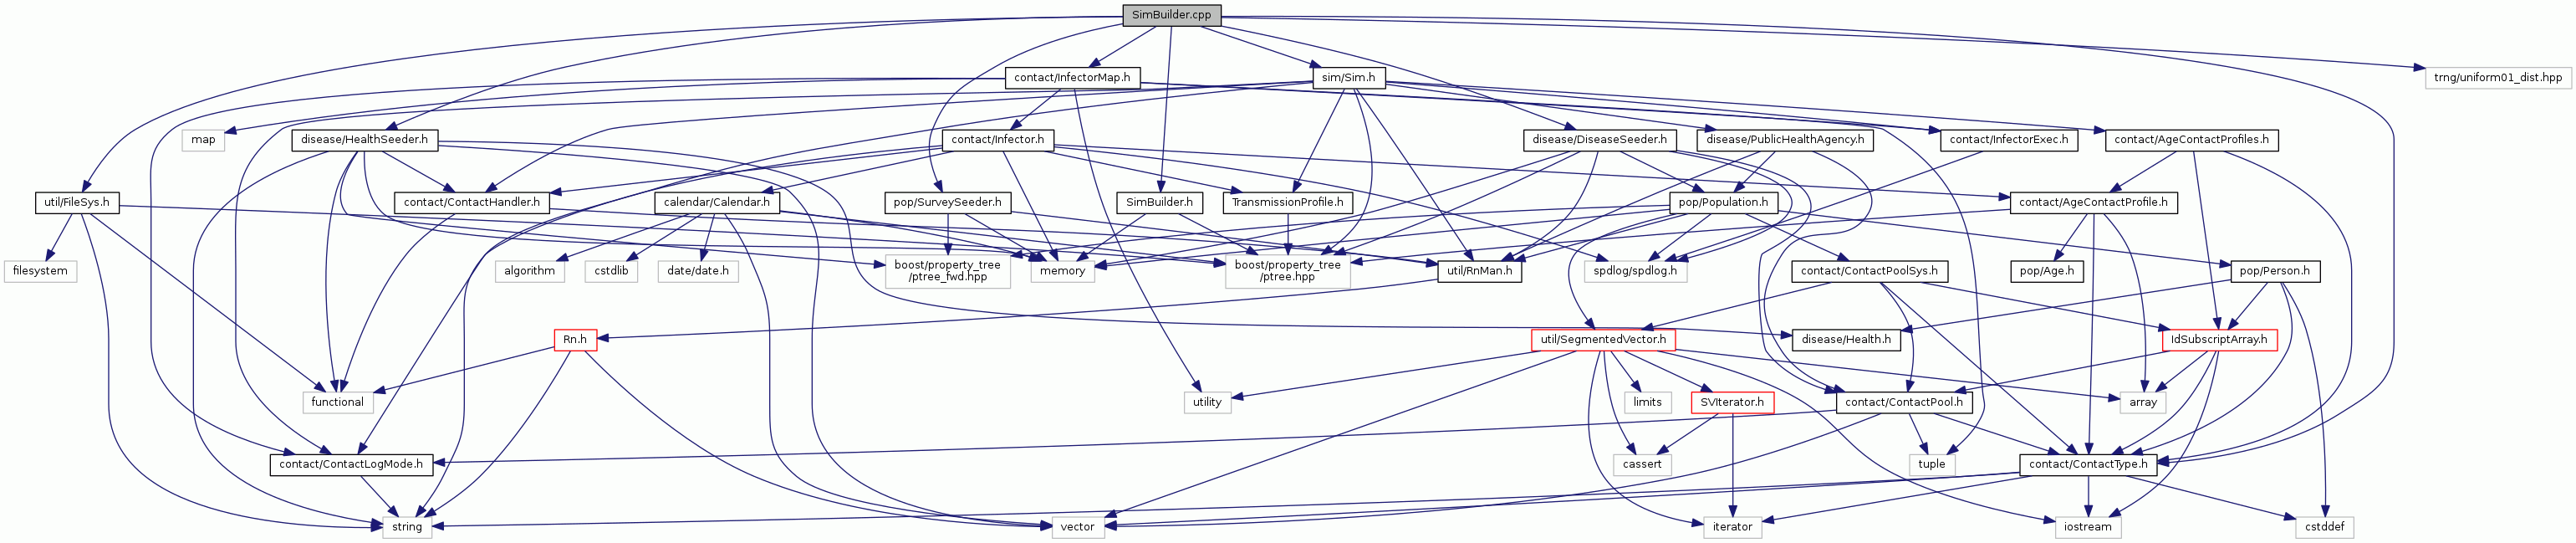 SimBuilder.cpp
contact/InfectorMap.h
sim/Sim.h
trng/uniform01_dist.hpp
map
disease/HealthSeeder.h
contact/Infector.h
disease/DiseaseSeeder.h
disease/PublicHealthAgency.h
contact/InfectorExec.h
contact/AgeContactProfiles.h
util/FileSys.h
contact/ContactHandler.h
calendar/Calendar.h
pop/SurveySeeder.h
SimBuilder.h
TransmissionProfile.h
pop/Population.h
contact/AgeContactProfile.h
filesystem
algorithm
cstdlib
date/date.h
boost/property_tree
/ptree_fwd.hpp
memory
boost/property_tree
/ptree.hpp
util/RnMan.h
spdlog/spdlog.h
contact/ContactPoolSys.h
pop/Age.h
pop/Person.h
Rn.h
util/SegmentedVector.h
disease/Health.h
IdSubscriptArray.h
functional
utility
limits
SVIterator.h
contact/ContactPool.h
array
contact/ContactLogMode.h
cassert
tuple
contact/ContactType.h
string
vector
iterator
iostream
cstddef